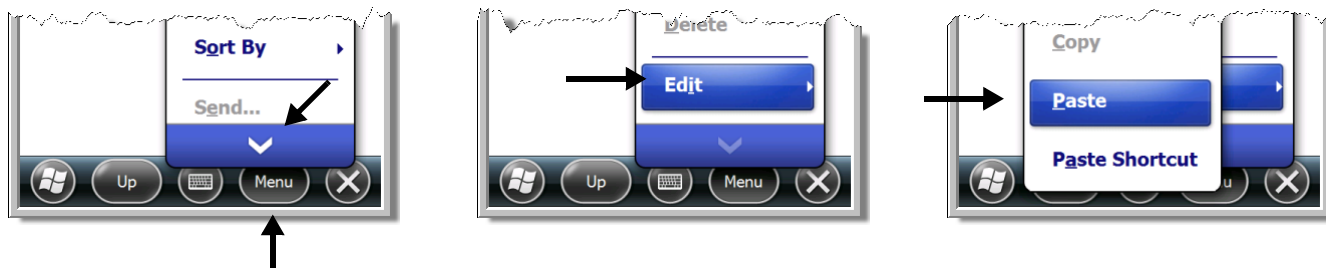 Sort By
Send...
Up
Menu
Delete
Edit
Up
Menu
Copy
Paste
Paste Shortcut
u